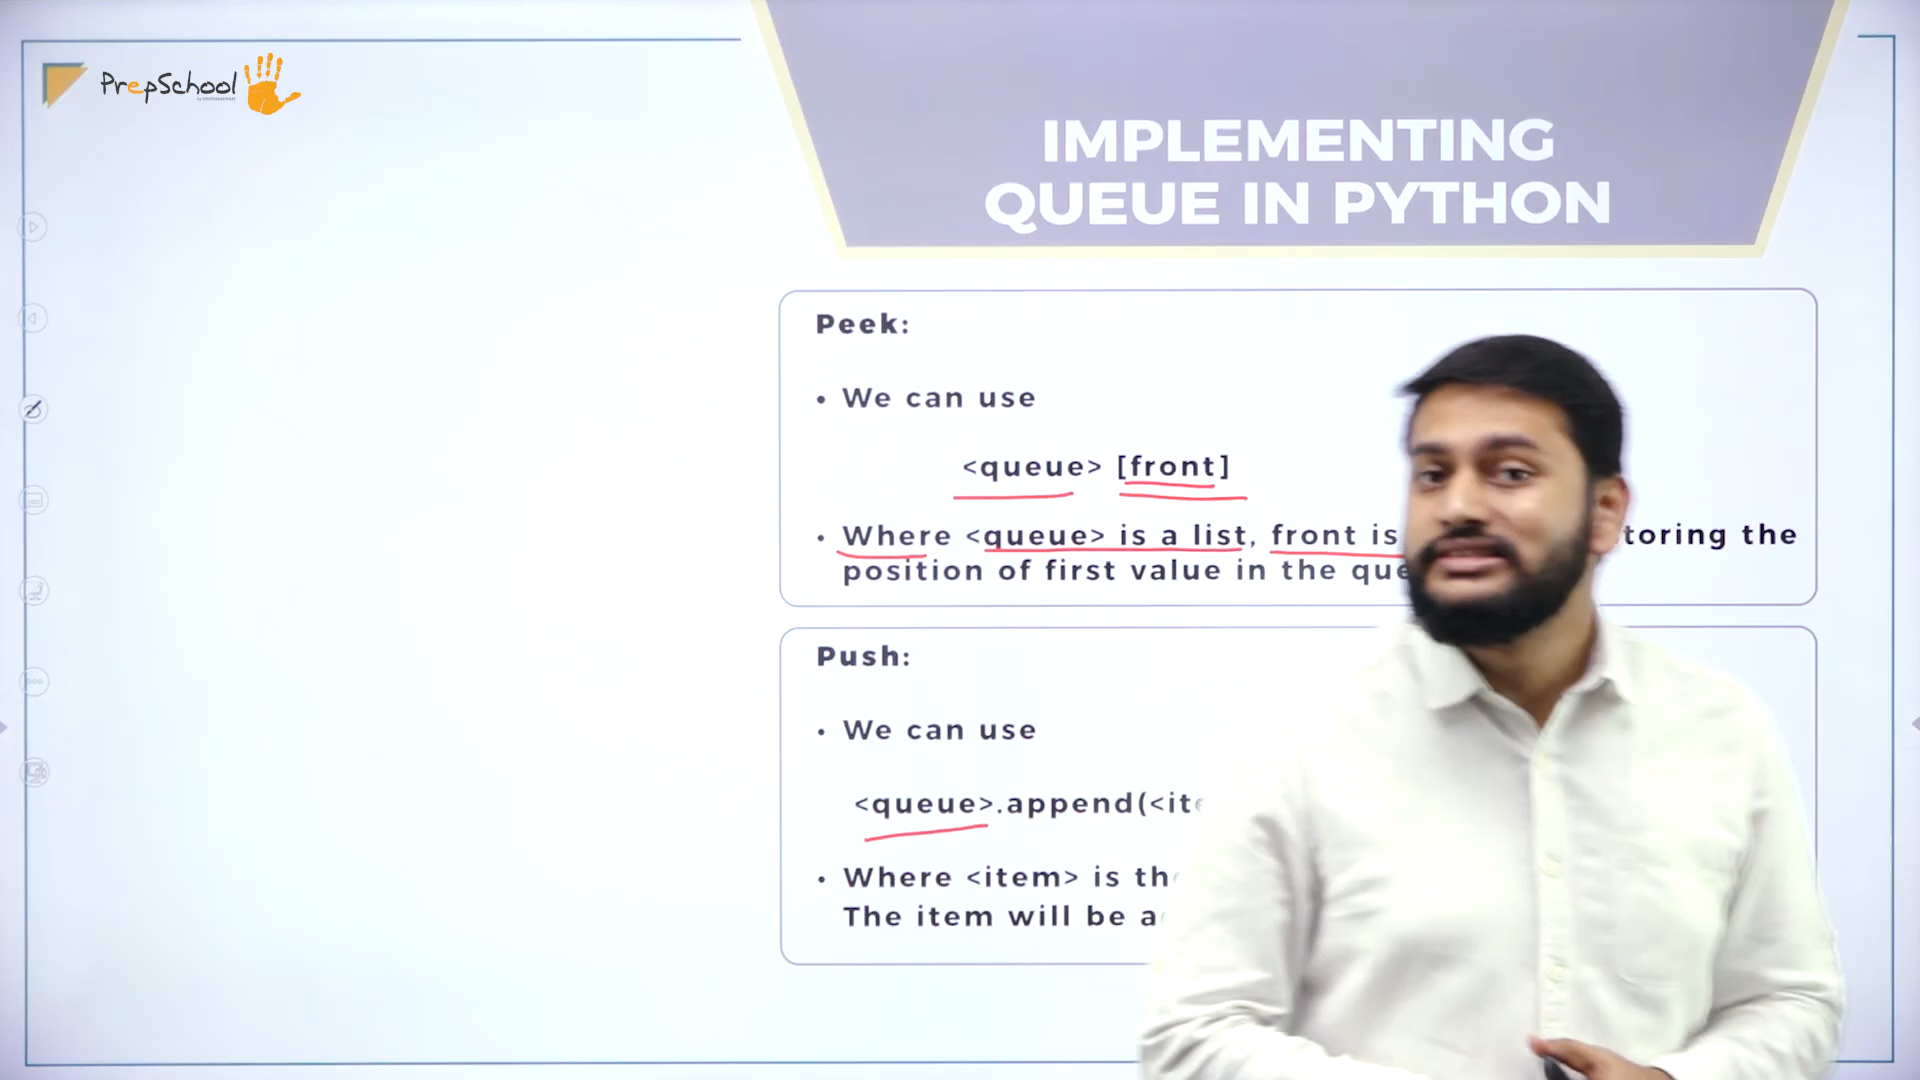 PrepSchool
IMPLEMENTING
QUEUE IN PYTHON
Peek:
• We can use
<queue> [front]
• Where <queue> is a list, front is toring the
position of first value in the que
Push:
• We can use
<queue>.append(<ite
• Where <item> is the
The item will be a